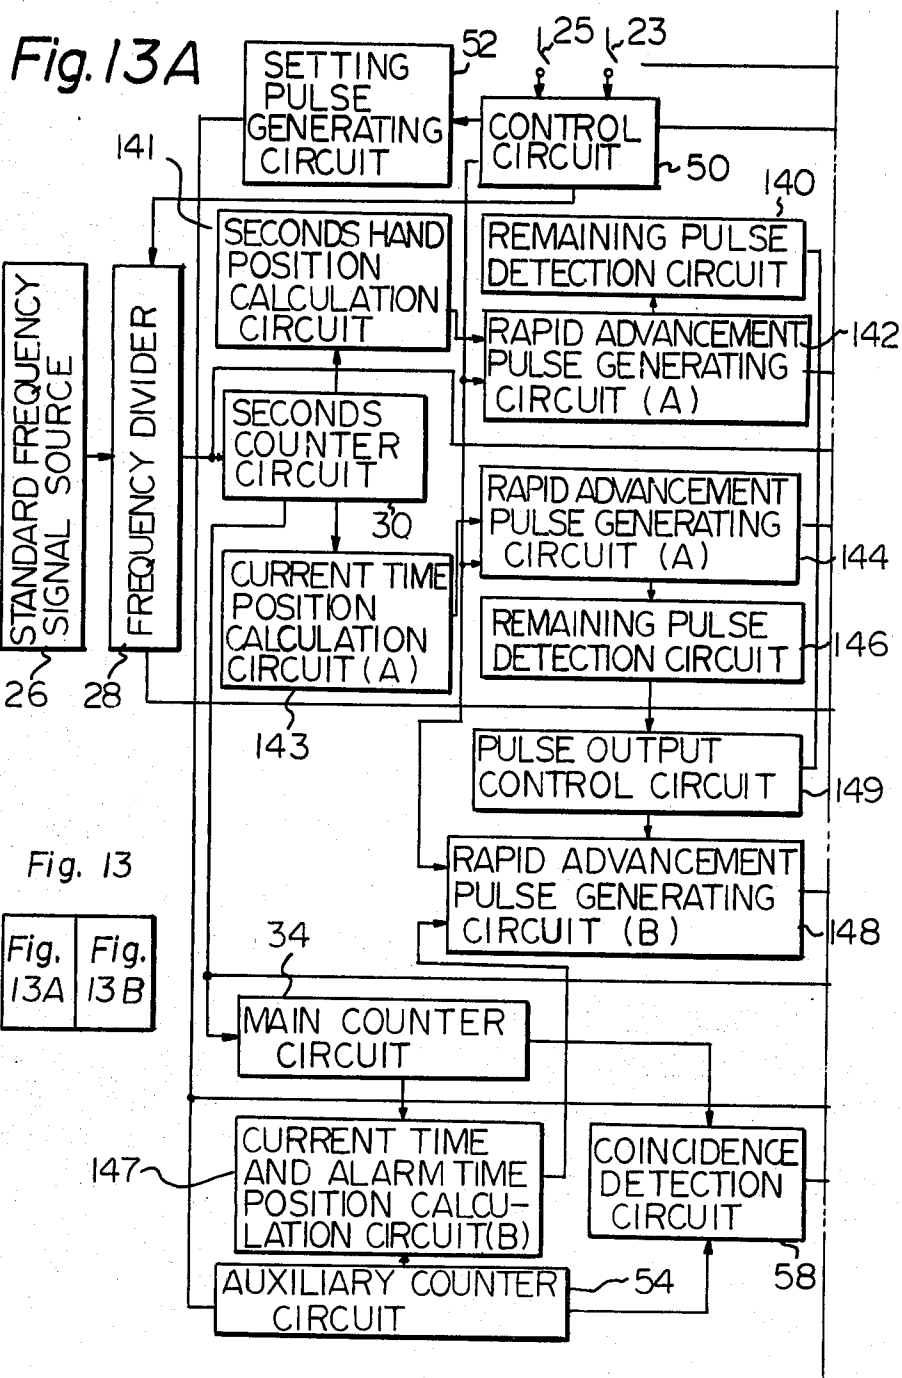 Fig. 13A
52
25
23
SETTING
PULSE
GENERATING
CIRCUIT
CONTROL
CIRCUIT
50
141
140
SECONDS HAND
POSITION
CALCULATION
CIRCUIT
REMAINING PULSE
DETECTION CIRCUIT
RAPID ADVANCEMENT
PULSE GENERATING
CIRCUIT (A)
142
STANDARD FREQUENCY
SIGNAL SOURCE
26
FREQUENCY DIVIDER
28
SECONDS
COUNTER
CIRCUIT
30
RAPID ADVANCEMENT
PULSE GENERATING
CIRCUIT (A)
144
CURRENT TIME
POSITION
CALCULATION
CIRCUIT (A)
143
REMAINING PULSE
DETECTION CIRCUIT
146
PULSE OUTPUT
CONTROL CIRCUIT
149
RAPID ADVANCEMENT
PULSE GENERATING
CIRCUIT (B)
148
Fig. 13
Fig.
13A
Fig.
13B
34
MAIN COUNTER
CIRCUIT
147
CURRENT TIME
AND ALARM TIME
POSITION CALCU-
LATION CIRCUIT(B)
COINCIDENCE
DETECTION
CIRCUIT
58
AUXILIARY COUNTER
CIRCUIT
54